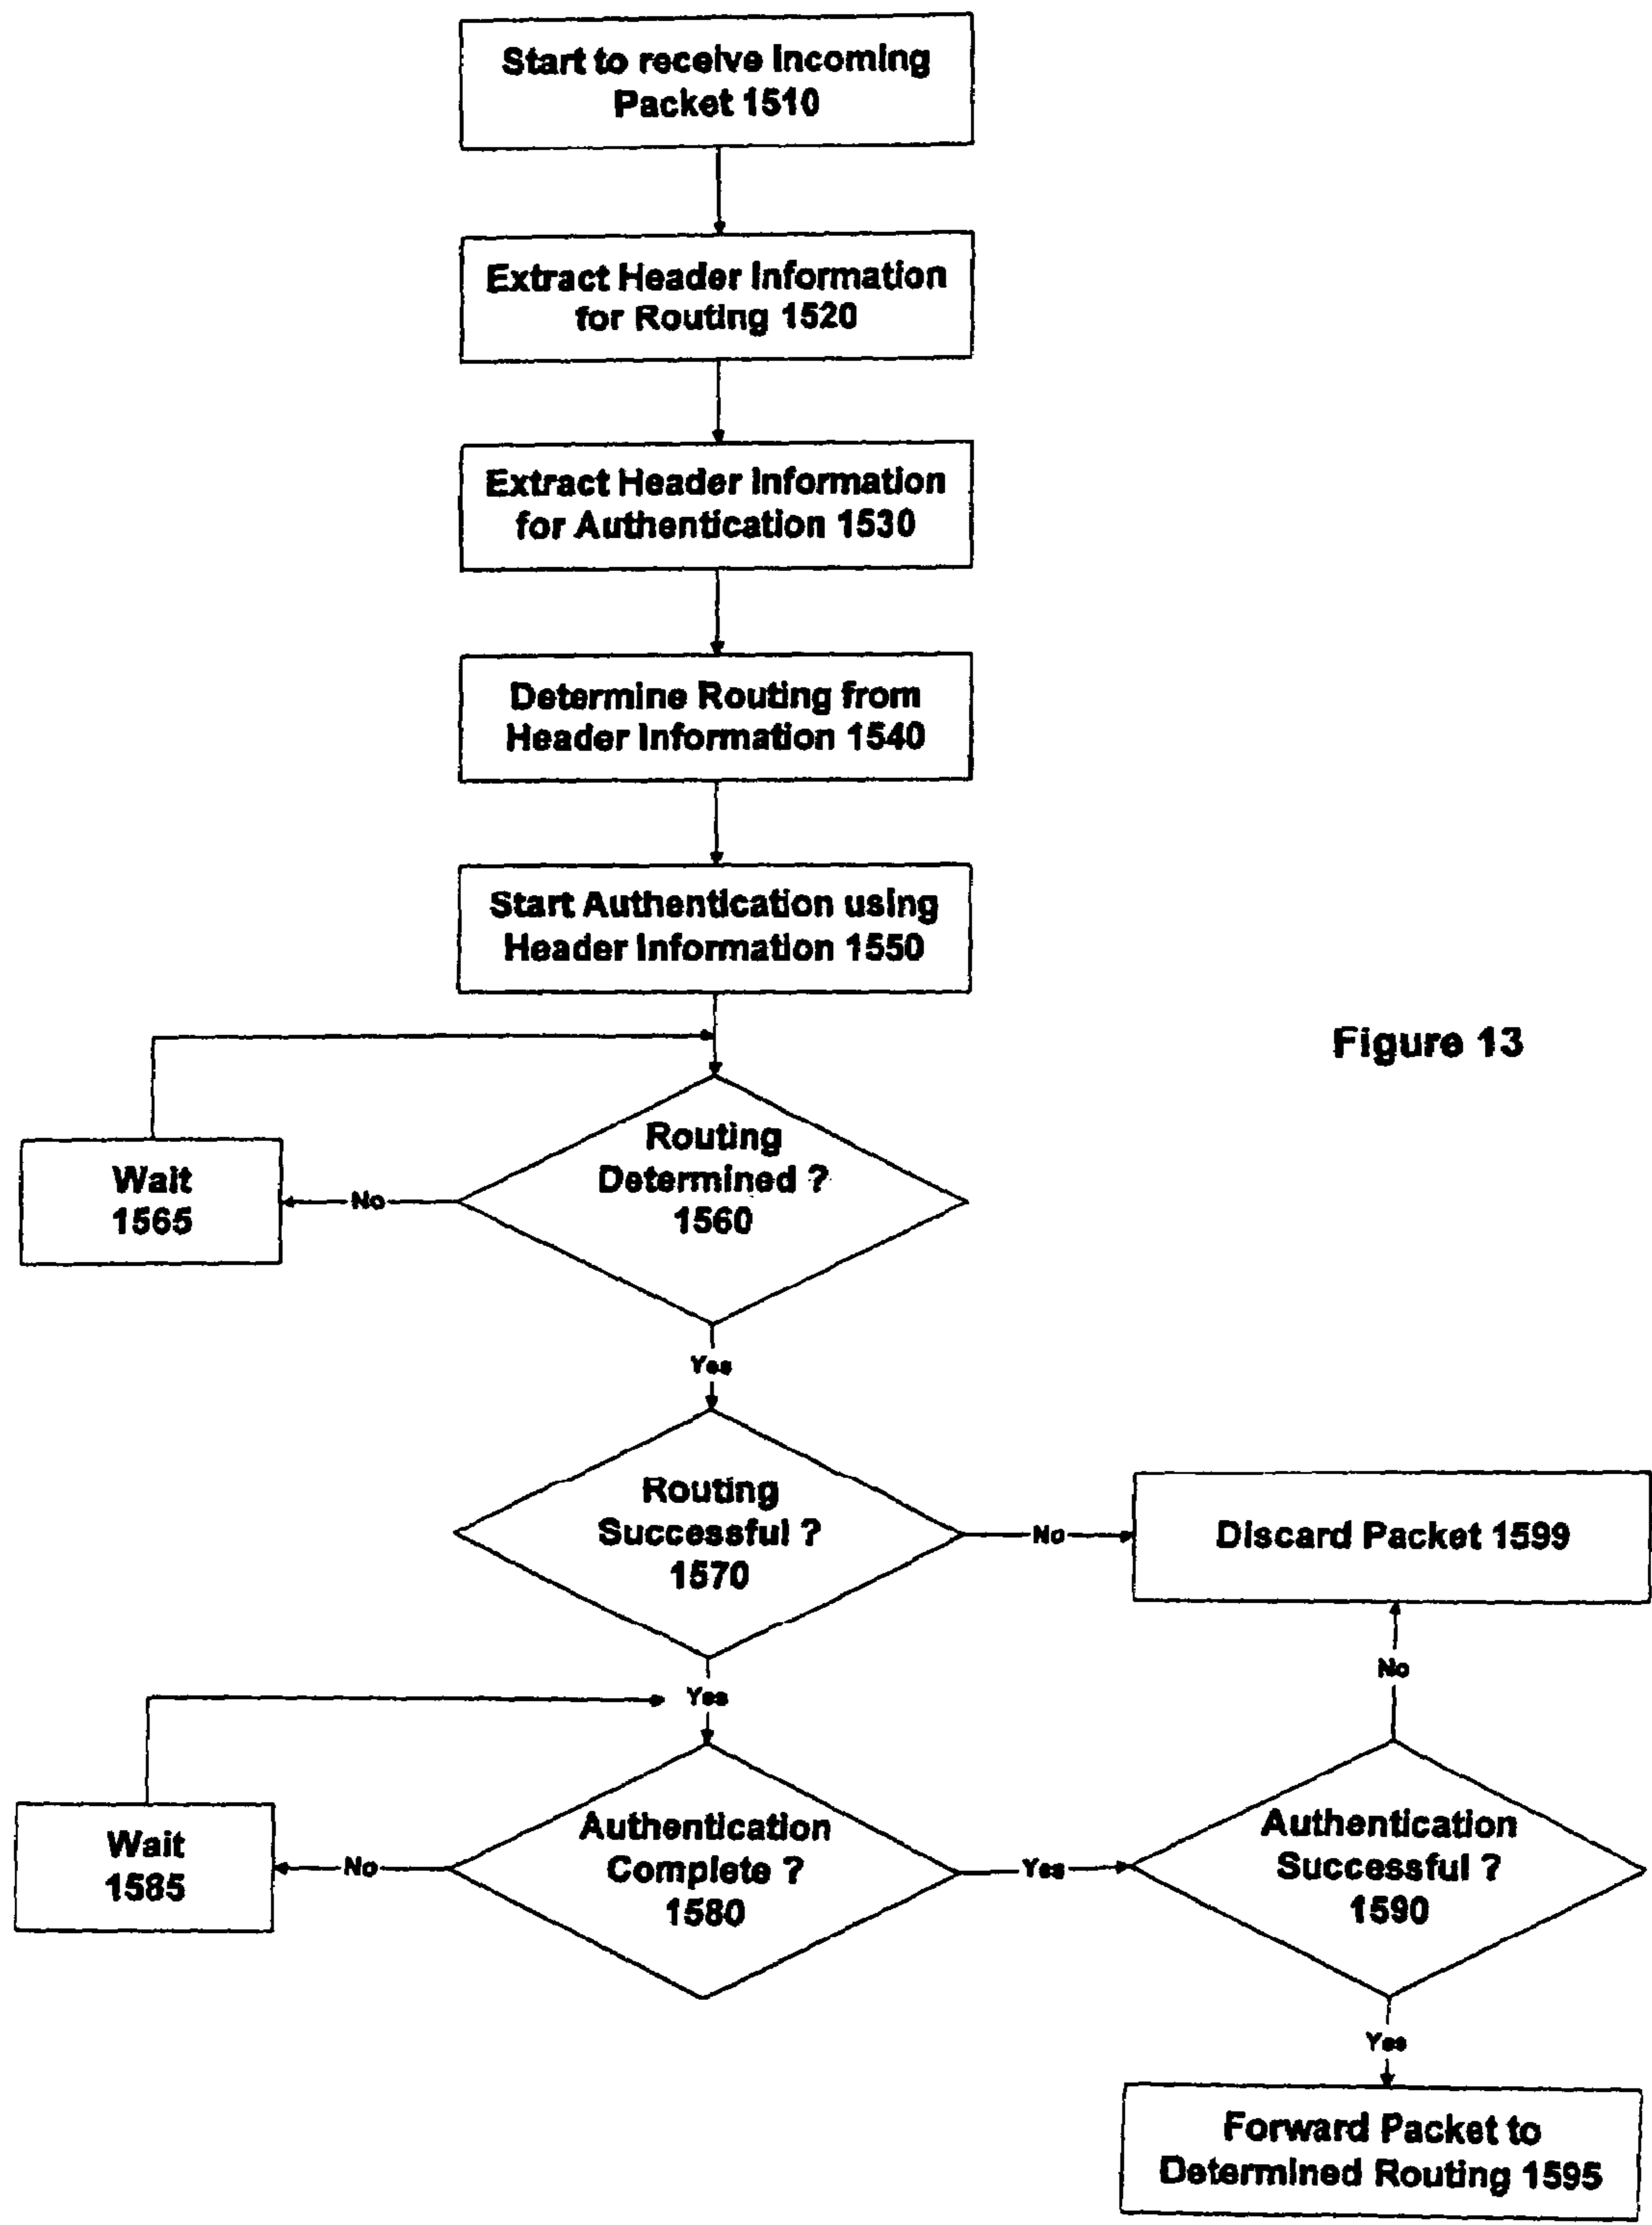 Start to receive Incoming
Packet 1510
Extract Header Information
for Routing 1520
Extract Header Information
for Authentication 1530
Determine Routing from
Header Information 1540
Start Authentication using
Header Information 1550
Figure 13
Routing
Determined ?
1560
Wait
1565
No
Yes
Routing
Successful ?
1570
No
Discard Packet 1599
Yes
No
Authentication
Complete ?
1580
Wait
1585
No
Yes
Authentication
Successful ?
1590
Yes
Forward Packet to
Determined Routing 1595